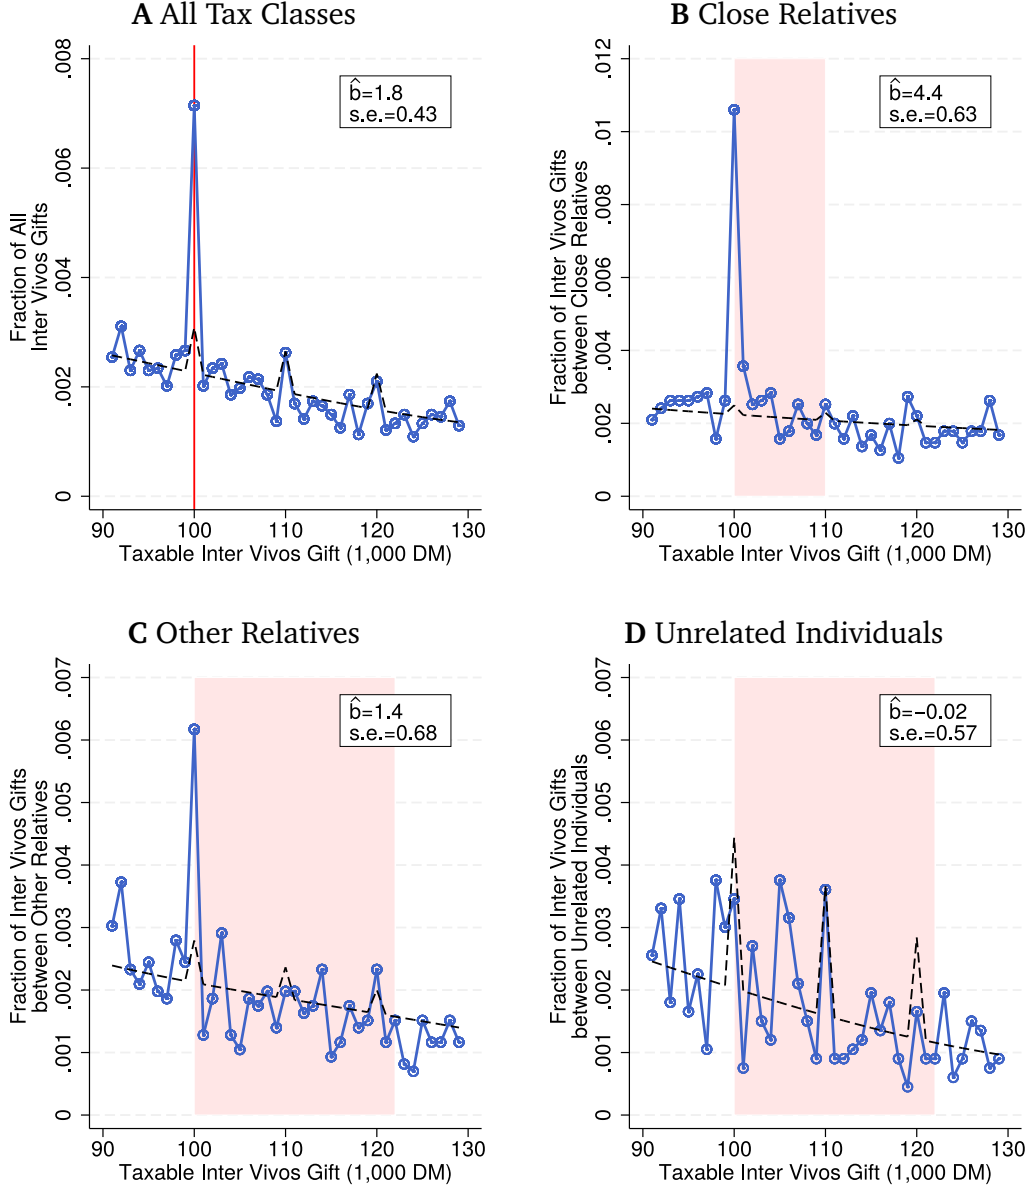 A All Tax Classes
Fraction of All
Inter Vivos Gifts
.008
.006
.004
.002
0
b̂=1.8
s.e.=0.43
90 100 110 120 130
Taxable Inter Vivos Gift (1,000 DM)
B Close Relatives
Fraction of Inter Vivos Gifts
between Close Relatives
.012
.01
.008
.006
.004
.002
0
b̂=4.4
s.e.=0.63
90 100 110 120 130
Taxable Inter Vivos Gift (1,000 DM)
C Other Relatives
Fraction of Inter Vivos Gifts
between Other Relatives
.007
.006
.005
.004
.003
.002
.001
0
b̂=1.4
s.e.=0.68
90 100 110 120 130
Taxable Inter Vivos Gift (1,000 DM)
D Unrelated Individuals
Fraction of Inter Vivos Gifts
between Unrelated Individuals
.007
.006
.005
.004
.003
.002
.001
0
b̂=−0.02
s.e.=0.57
90 100 110 120 130
Taxable Inter Vivos Gift (1,000 DM)